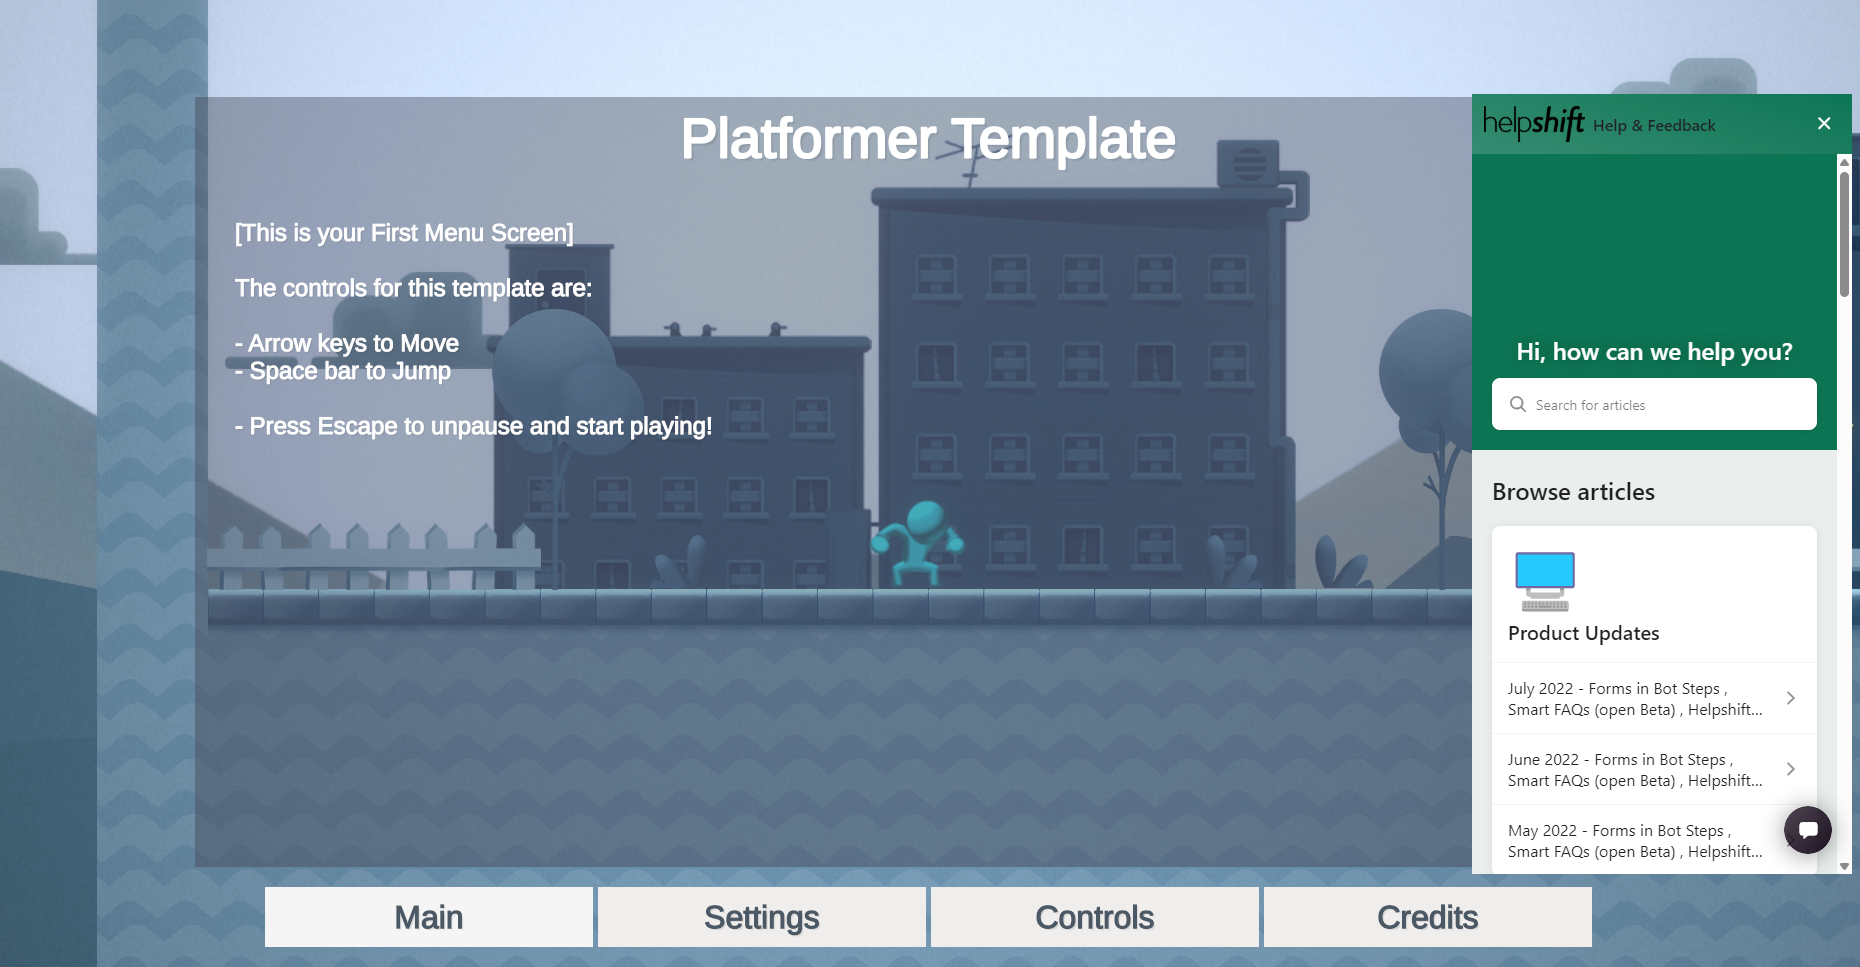 Platformer Template
[This is your First Menu Screen]
The controls for this template are:
- Arrow keys to Move
- Space bar to Jump
- Press Escape to unpause and start playing!
helpshift Help & Feedback
Hi, how can we help you?
Search for articles
Browse articles
Product Updates
July 2022 - Forms in Bot Steps ,
Smart FAQs (open Beta) , Helpshift...
June 2022 - Forms in Bot Steps ,
Smart FAQs (open Beta) , Helpshift...
May 2022 - Forms in Bot Steps ,
Smart FAQs (open Beta) , Helpshift...
Main
Settings
Controls
Credits